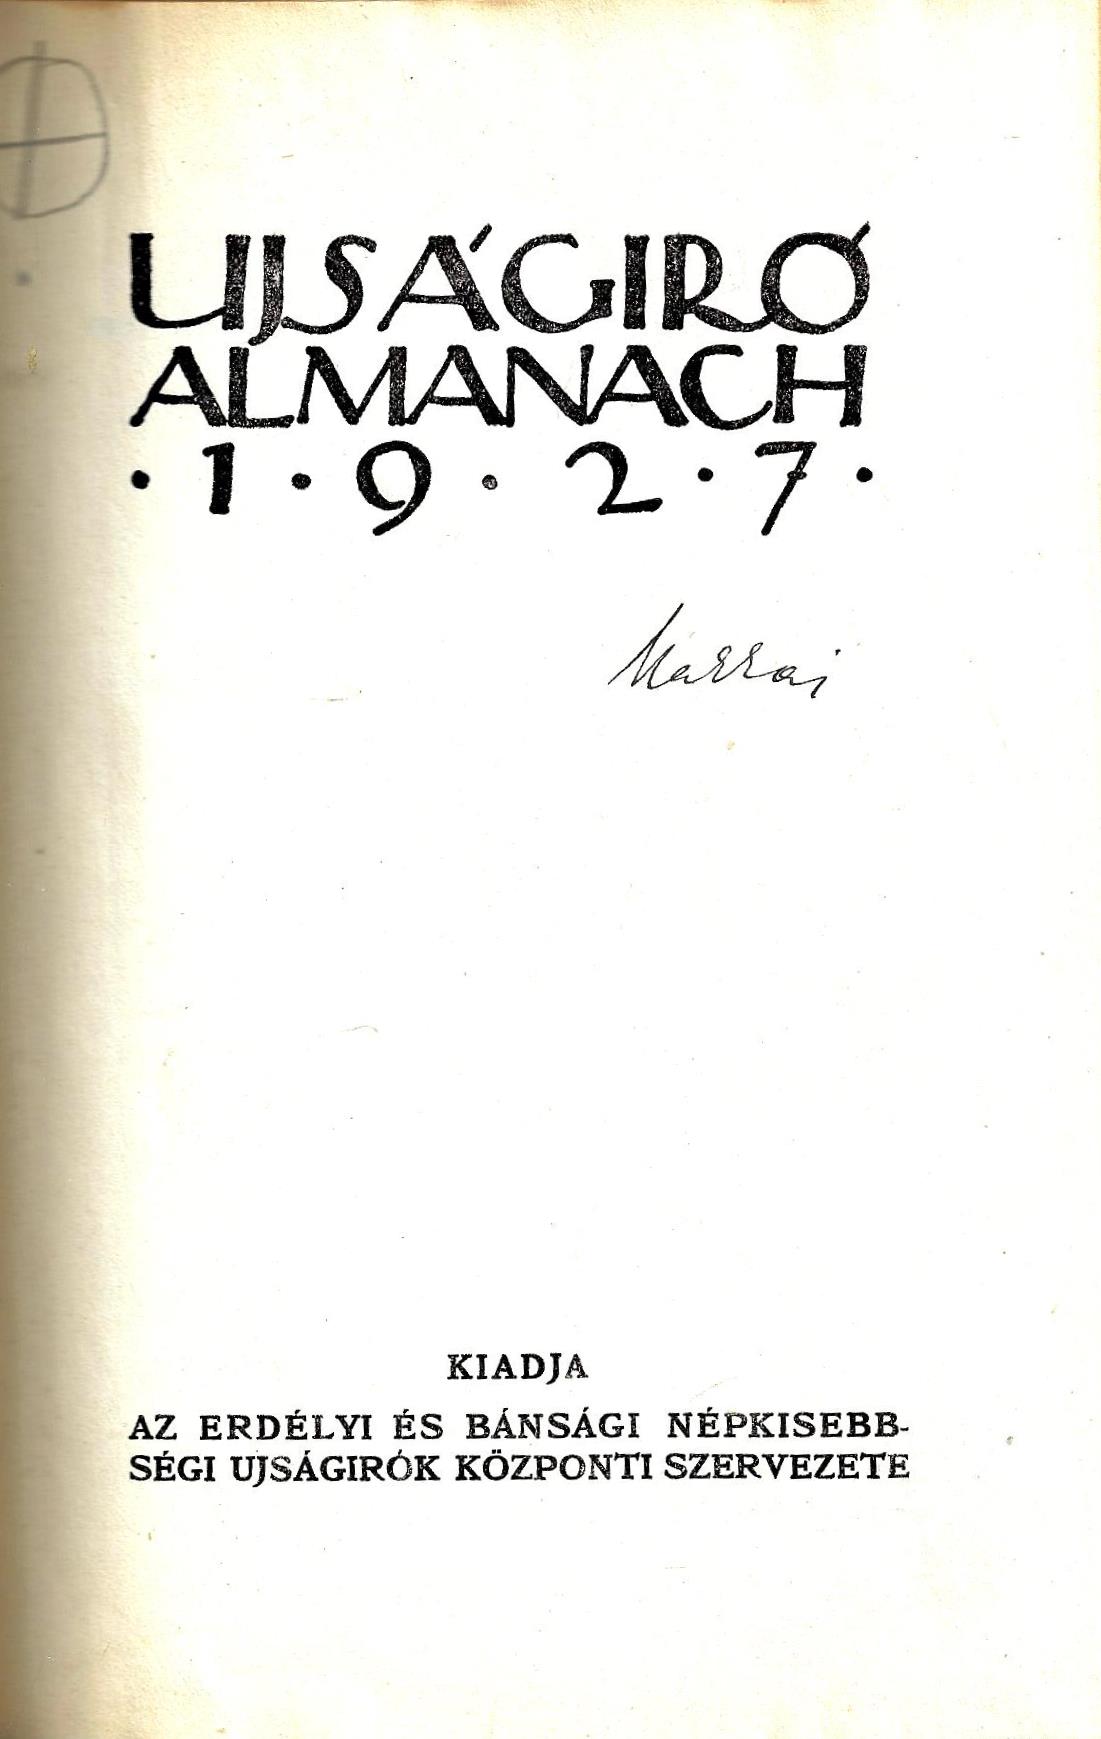 UJSÁGIRÓ
ALMANACH
· 1 · 9 · 2 · 7 ·
KIADJA
AZ ERDÉLYI ÉS BÁNSÁGI NÉPKISEBB-
SÉGI UJSÁGIRÓK KÖZPONTI SZERVEZETE